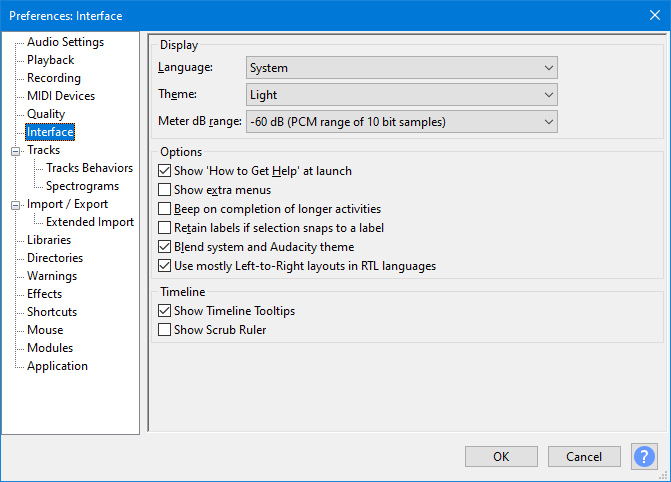 Preferences: Interface
Audio Settings
Playback
Recording
MIDI Devices
Quality
Interface
Tracks
Tracks Behaviors
Spectrograms
Import / Export
Extended Import
Libraries
Directories
Warnings
Effects
Shortcuts
Mouse
Modules
Application
Display
Language: System
Theme: Light
Meter dB range: -60 dB (PCM range of 10 bit samples)
Options
Show 'How to Get Help' at launch
Show extra menus
Beep on completion of longer activities
Retain labels if selection snaps to a label
Blend system and Audacity theme
Use mostly Left-to-Right layouts in RTL languages
Timeline
Show Timeline Tooltips
Show Scrub Ruler
OK Cancel ?